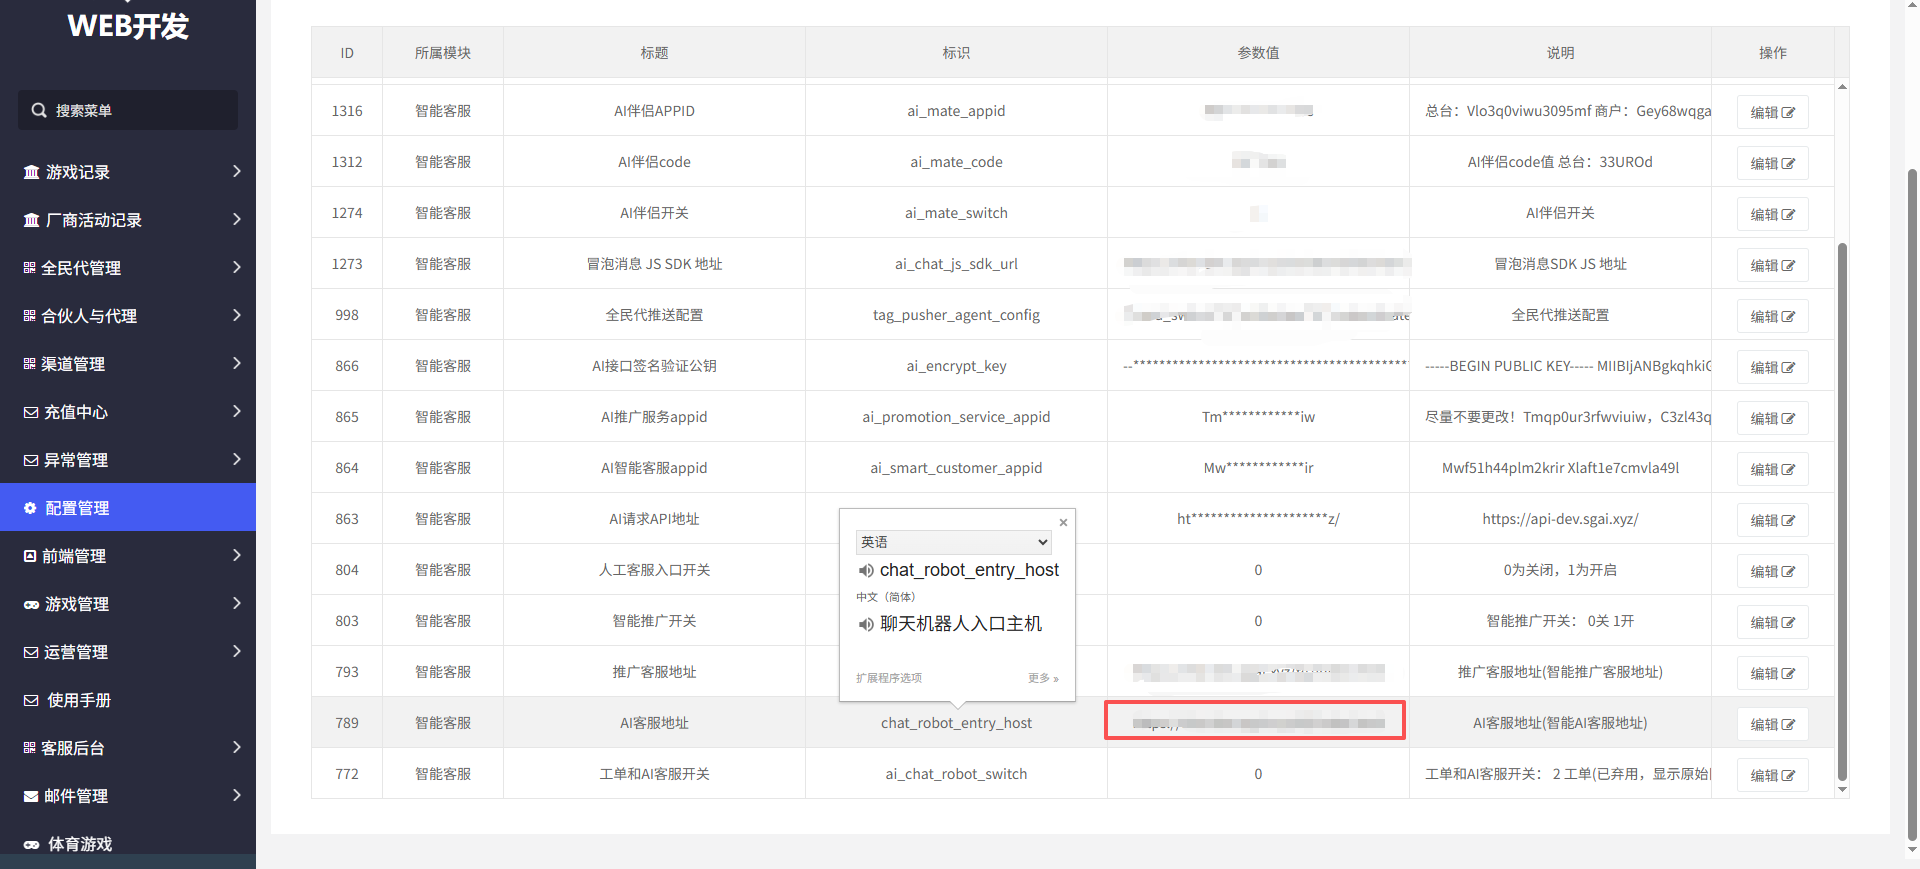 WEB开发
搜索菜单
游戏记录
厂商活动记录
全民代管理
合伙人与代理
渠道管理
充值中心
异常管理
配置管理
前端管理
游戏管理
运营管理
使用手册
客服后台
邮件管理
体育游戏
ID 所属模块 标题 标识 参数值 说明 操作
1316 智能客服 AI伴侣APPID ai_mate_appid 总台：Vlo3q0viwu3095mf 商户：Gey68wqga 编辑
1312 智能客服 AI伴侣code ai_mate_code AI伴侣code值 总台：33UROd 编辑
1274 智能客服 AI伴侣开关 ai_mate_switch AI伴侣开关 编辑
1273 智能客服 冒泡消息 JS SDK 地址 ai_chat_js_sdk_url 冒泡消息SDK JS 地址 编辑
998 智能客服 全民代推送配置 tag_pusher_agent_config 全民代推送配置 编辑
866 智能客服 AI接口签名验证公钥 ai_encrypt_key --****************************************** -----BEGIN PUBLIC KEY----- MIIBIjANBgkqhkiG 编辑
865 智能客服 AI推广服务appid ai_promotion_service_appid Tm************iw 尽量不要更改！Tmqp0ur3rfwviuiw，C3zl43q 编辑
864 智能客服 AI智能客服appid ai_smart_customer_appid Mw************ir Mwf51h44plm2krir Xlaft1e7cmvla49l 编辑
863 智能客服 AI请求API地址 ht*********************z/ https://api-dev.sgai.xyz/ 编辑
804 智能客服 人工客服入口开关 0 0为关闭，1为开启 编辑
803 智能客服 智能推广开关 0 智能推广开关： 0关 1开 编辑
793 智能客服 推广客服地址 推广客服地址(智能推广客服地址) 编辑
789 智能客服 AI客服地址 chat_robot_entry_host AI客服地址(智能AI客服地址) 编辑
772 智能客服 工单和AI客服开关 ai_chat_robot_switch 0 工单和AI客服开关： 2 工单(已弃用，显示原始 编辑
×
英语
chat_robot_entry_host
中文（简体）
聊天机器人入口主机
扩展程序选项 更多 »